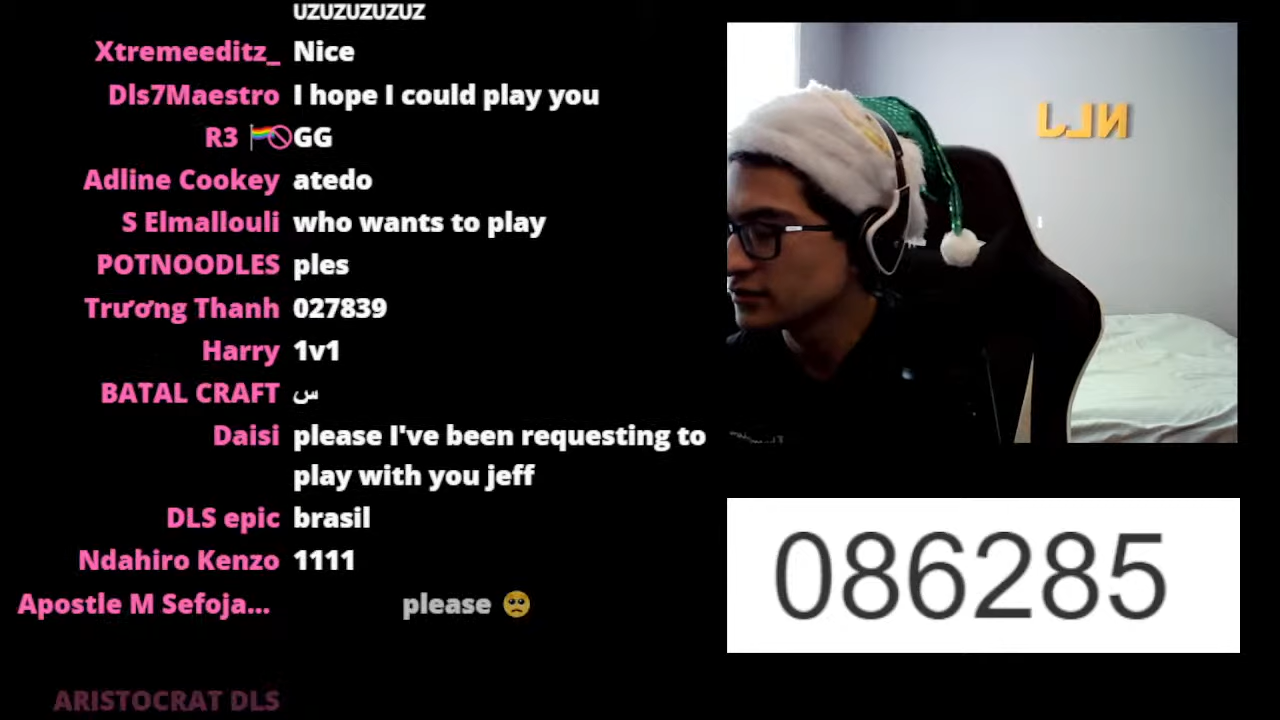 UZUZUZUZUZ
Xtremeeditz_ Nice
Dls7Maestro I hope I could play you
R3 🏳️‍🌈🚫 GG
Adline Cookey atedo
S Elmallouli who wants to play
POTNOODLES ples
Trương Thanh 027839
Harry 1v1
BATAL CRAFT س
Daisi please I've been requesting to
play with you jeff
DLS epic brasil
Ndahiro Kenzo 1111
Apostle M Sefoja... please 🥺
ARISTOCRAT DLS
NLJ
086285